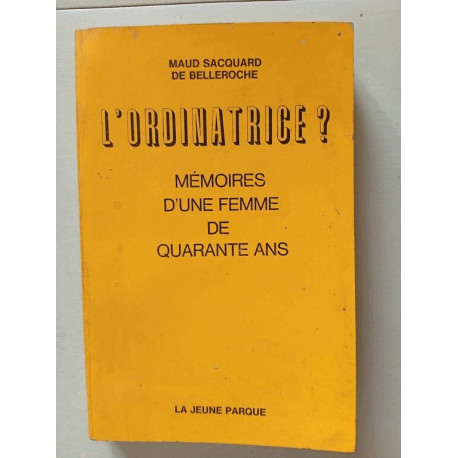 MAUD SACQUARD
DE BELLEROCHE
L'ORDINATRICE ?
MÉMOIRES
D'UNE FEMME
DE
QUARANTE ANS
LA JEUNE PARQUE